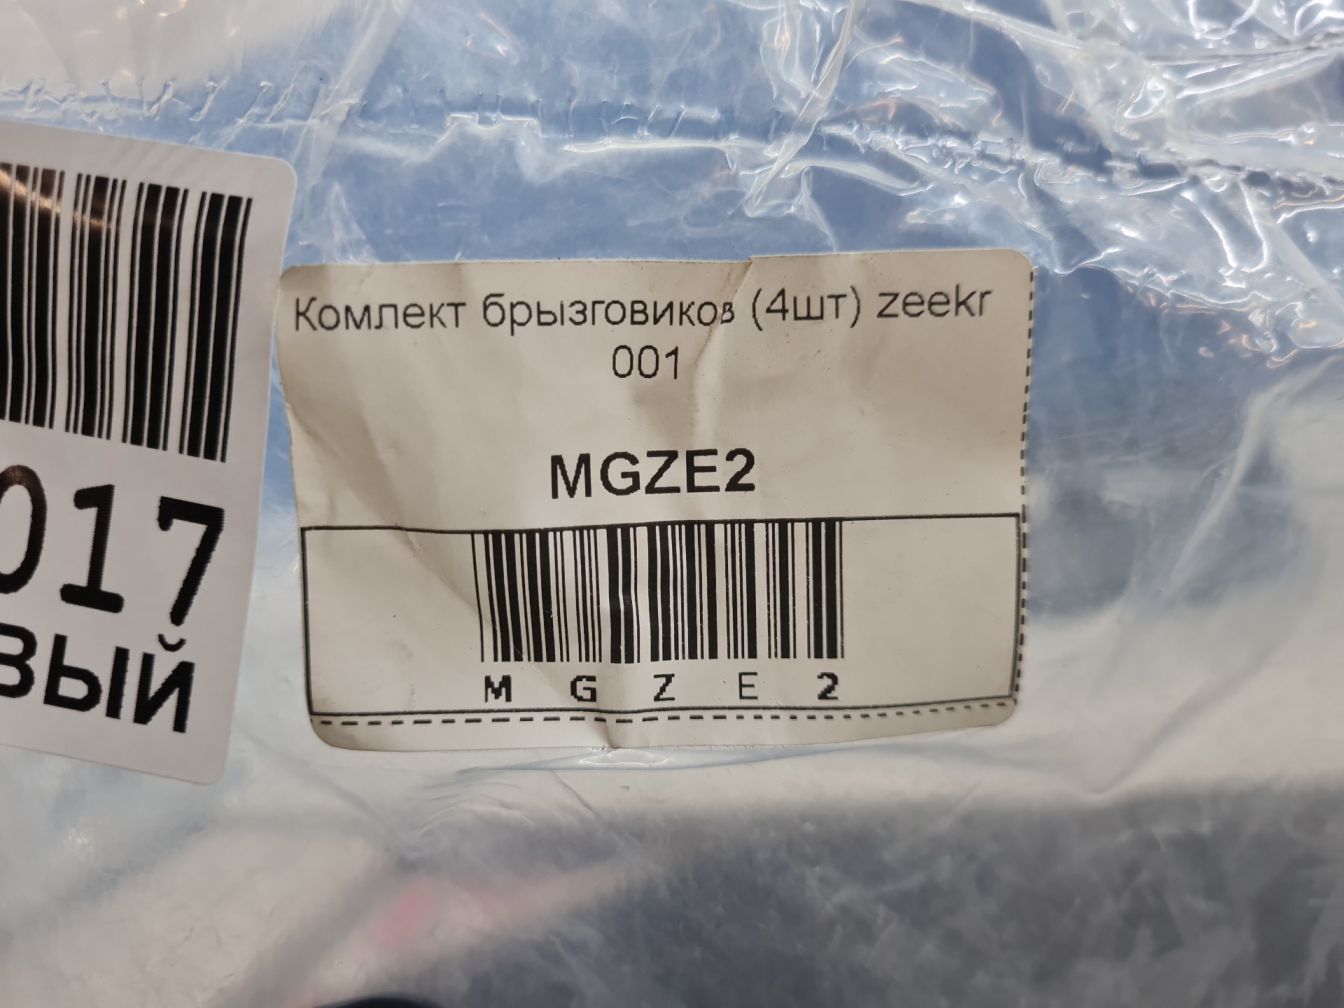 Комлект брызговиков (4шт) zeekr
001
MGZE2
M G Z E 2
017
вый